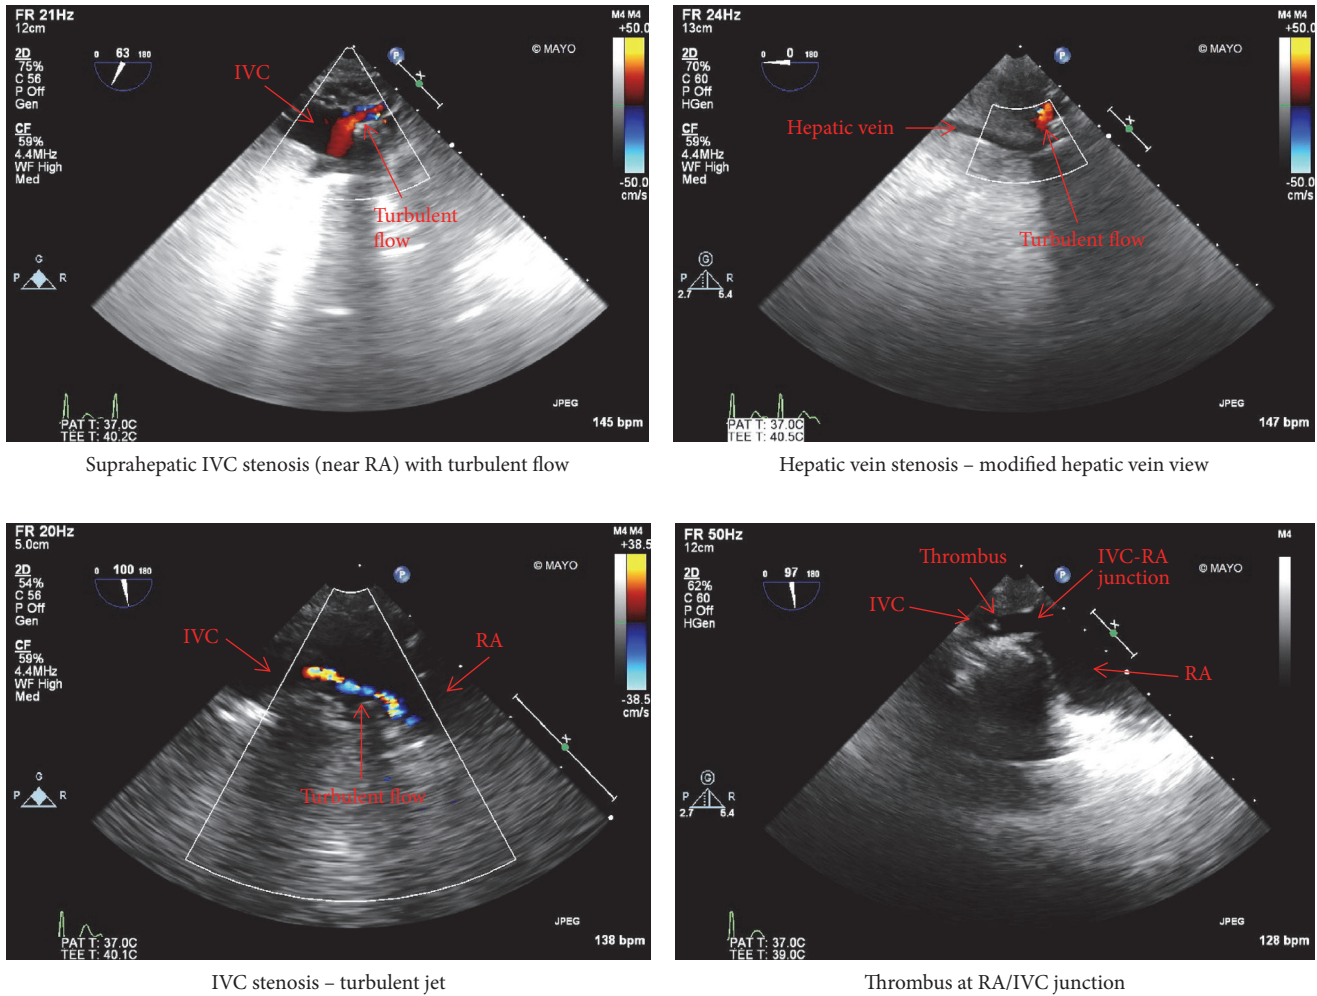 FR 21Hz
12cm
M4 M4
+50.0
2D
75%
C 56
P Off
Gen
CF
59%
4.4MHz
WF High
Med
0 63 180
P
© MAYO
IVC
X
-50.0
cm/s
Turbulent
flow
G
P R
JPEG
PAT T: 37.0C
TEE T: 40.2C
145 bpm
Suprahepatic IVC stenosis (near RA) with turbulent flow
FR 24Hz
13cm
M4 M4
+50.0
2D
70%
C 60
P Off
HGen
CF
59%
4.4MHz
WF High
Med
0 0 180
P
© MAYO
X
Hepatic vein
-50.0
cm/s
Turbulent flow
G
P R
2.7 5.4
JPEG
PAT T: 37.0C
TEE T: 40.5C
147 bpm
Hepatic vein stenosis – modified hepatic vein view
FR 20Hz
5.0cm
M4 M4
+38.5
2D
54%
C 56
P Off
Gen
CF
59%
4.4MHz
WF High
Med
0 100 180
P
© MAYO
IVC
RA
-38.5
cm/s
X
Turbulent flow
G
P R
JPEG
PAT T: 37.0C
TEE T: 40.1C
138 bpm
IVC stenosis – turbulent jet
FR 50Hz
12cm
M4
2D
62%
C 60
P Off
HGen
0 97 180
P
© MAYO
Thrombus
IVC-RA
junction
IVC
X
RA
G
P R
2.7 5.4
JPEG
PAT T: 37.0C
TEE T: 39.0C
128 bpm
Thrombus at RA/IVC junction